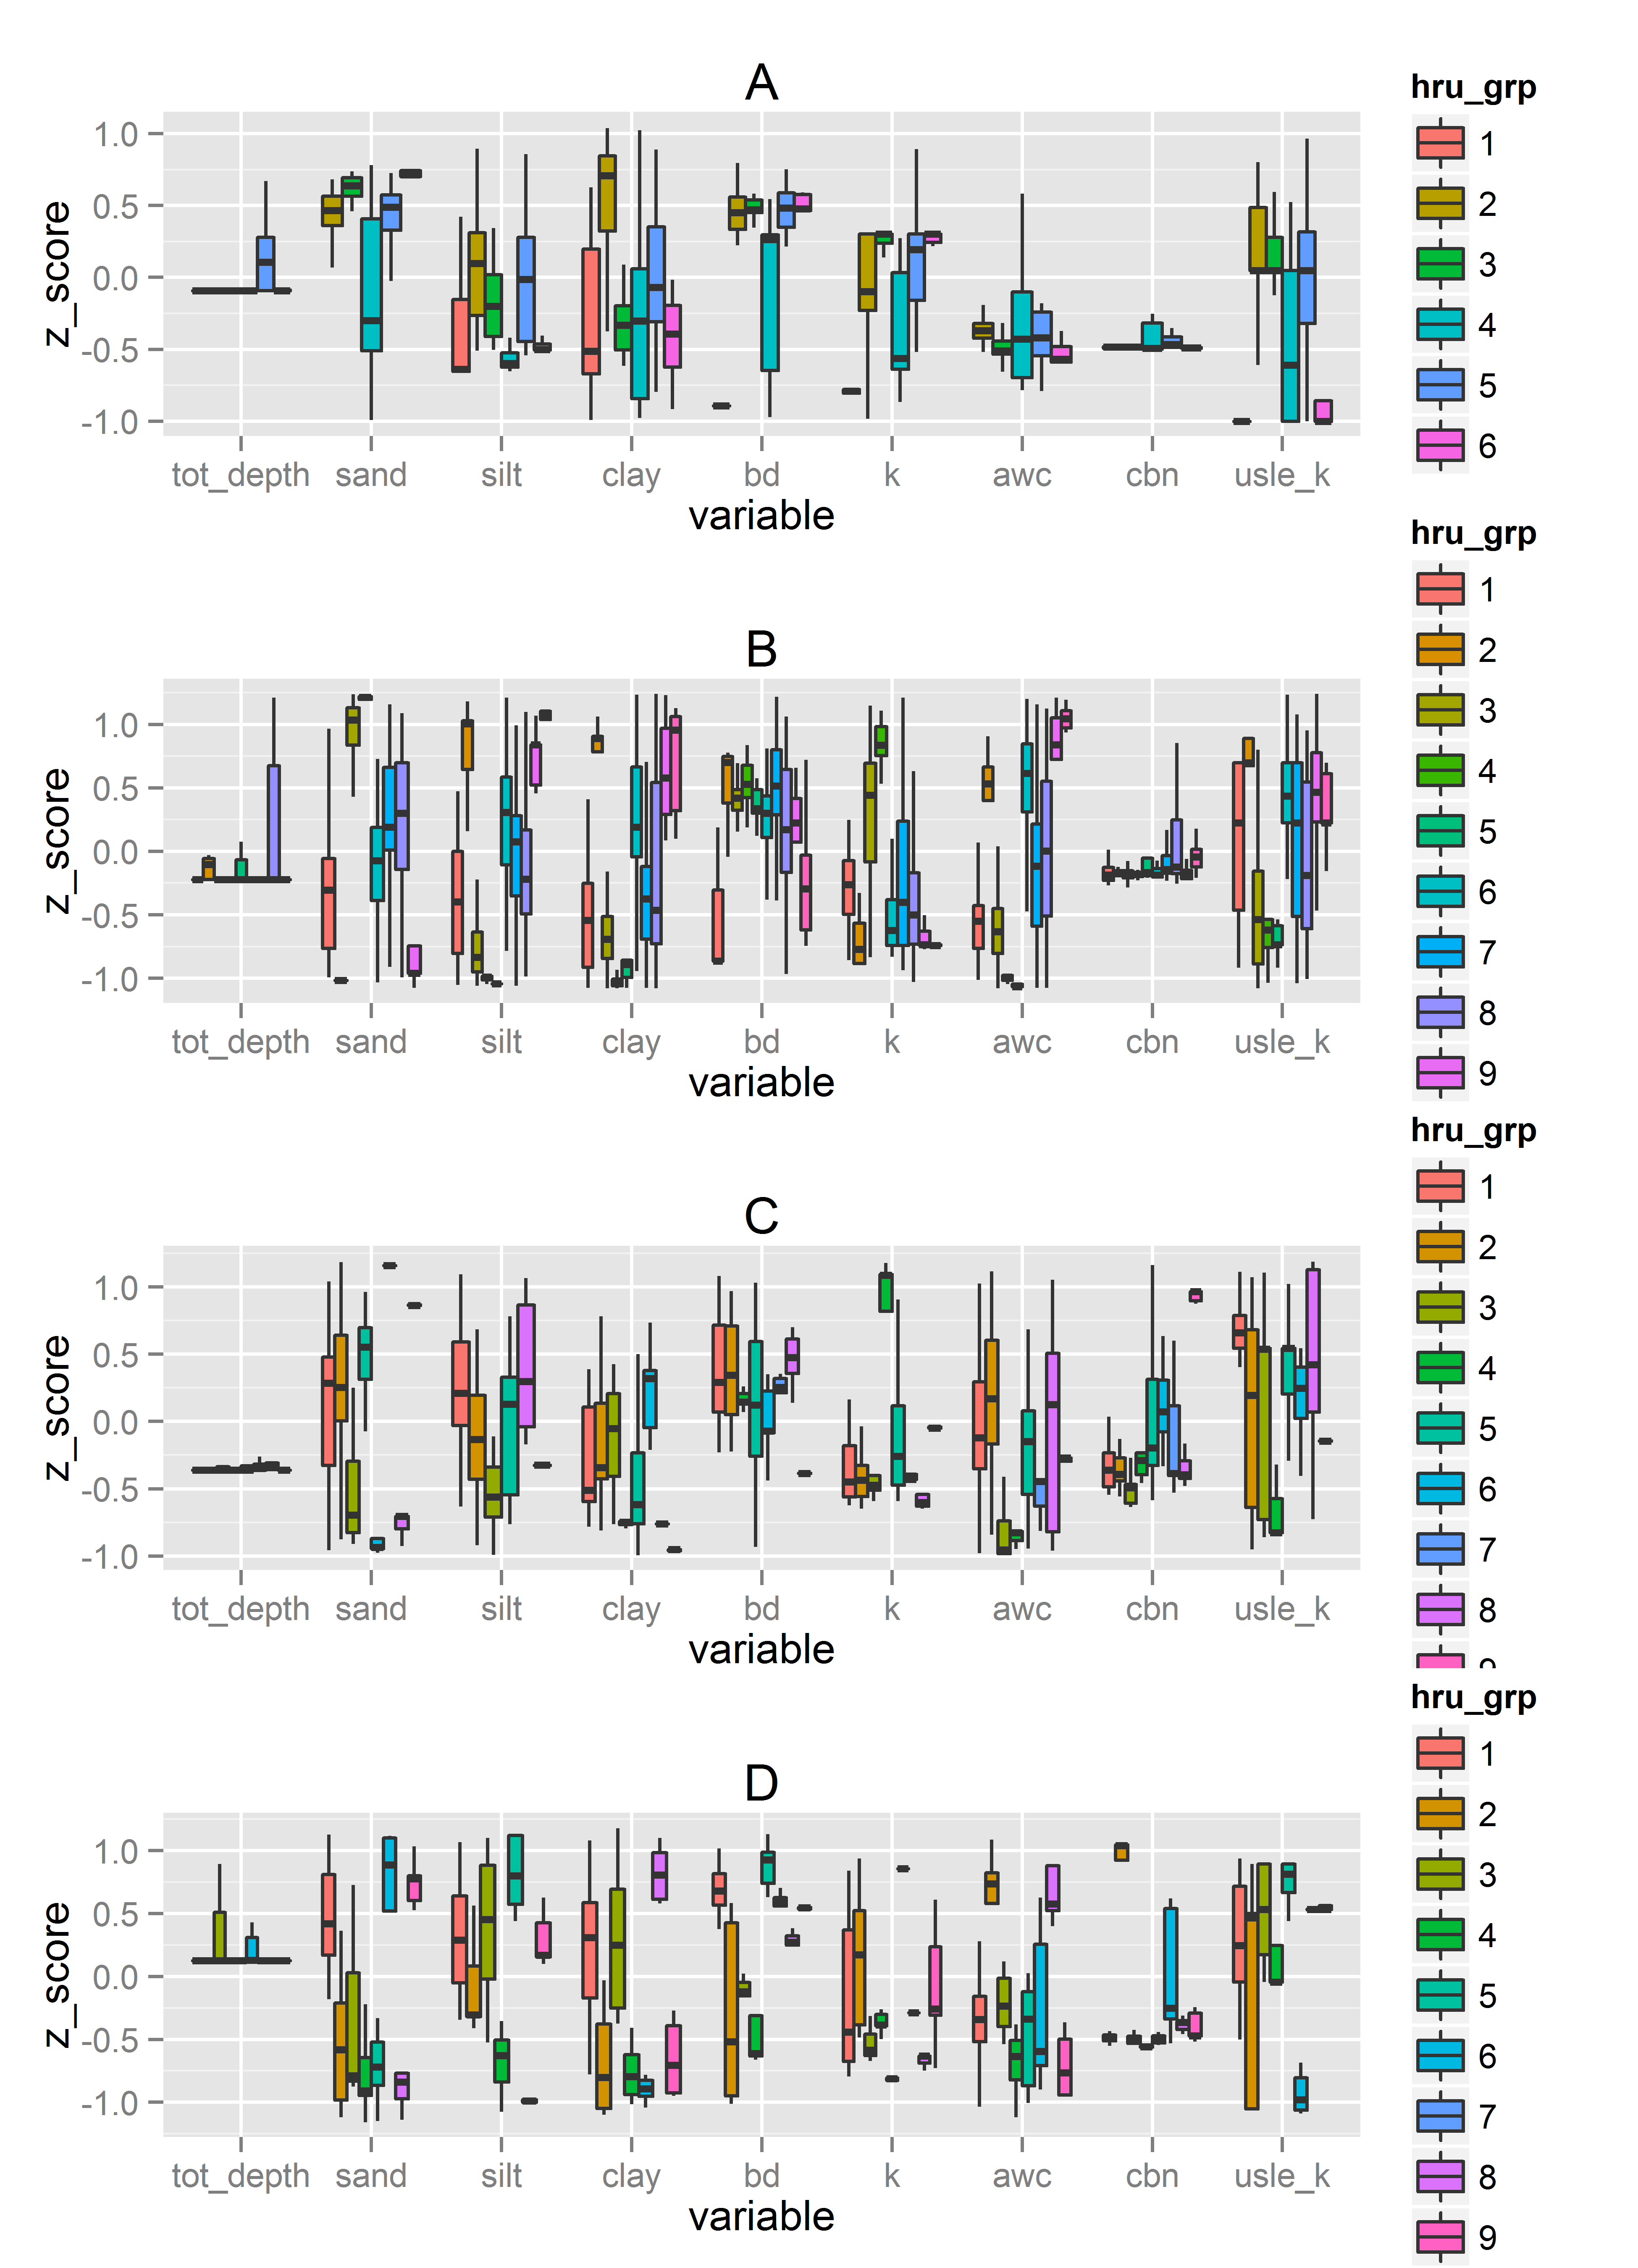 A
hru_grp
1
2
3
4
5
6
z_score
1.0
0.5
0.0
-0.5
-1.0
tot_depth sand silt clay bd k awc cbn usle_k
variable
B
hru_grp
1
2
3
4
5
6
7
8
9
z_score
1.0
0.5
0.0
-0.5
-1.0
tot_depth sand silt clay bd k awc cbn usle_k
variable
C
hru_grp
1
2
3
4
5
6
7
8
9
z_score
1.0
0.5
0.0
-0.5
-1.0
tot_depth sand silt clay bd k awc cbn usle_k
variable
D
hru_grp
1
2
3
4
5
6
7
8
9
z_score
1.0
0.5
0.0
-0.5
-1.0
tot_depth sand silt clay bd k awc cbn usle_k
variable